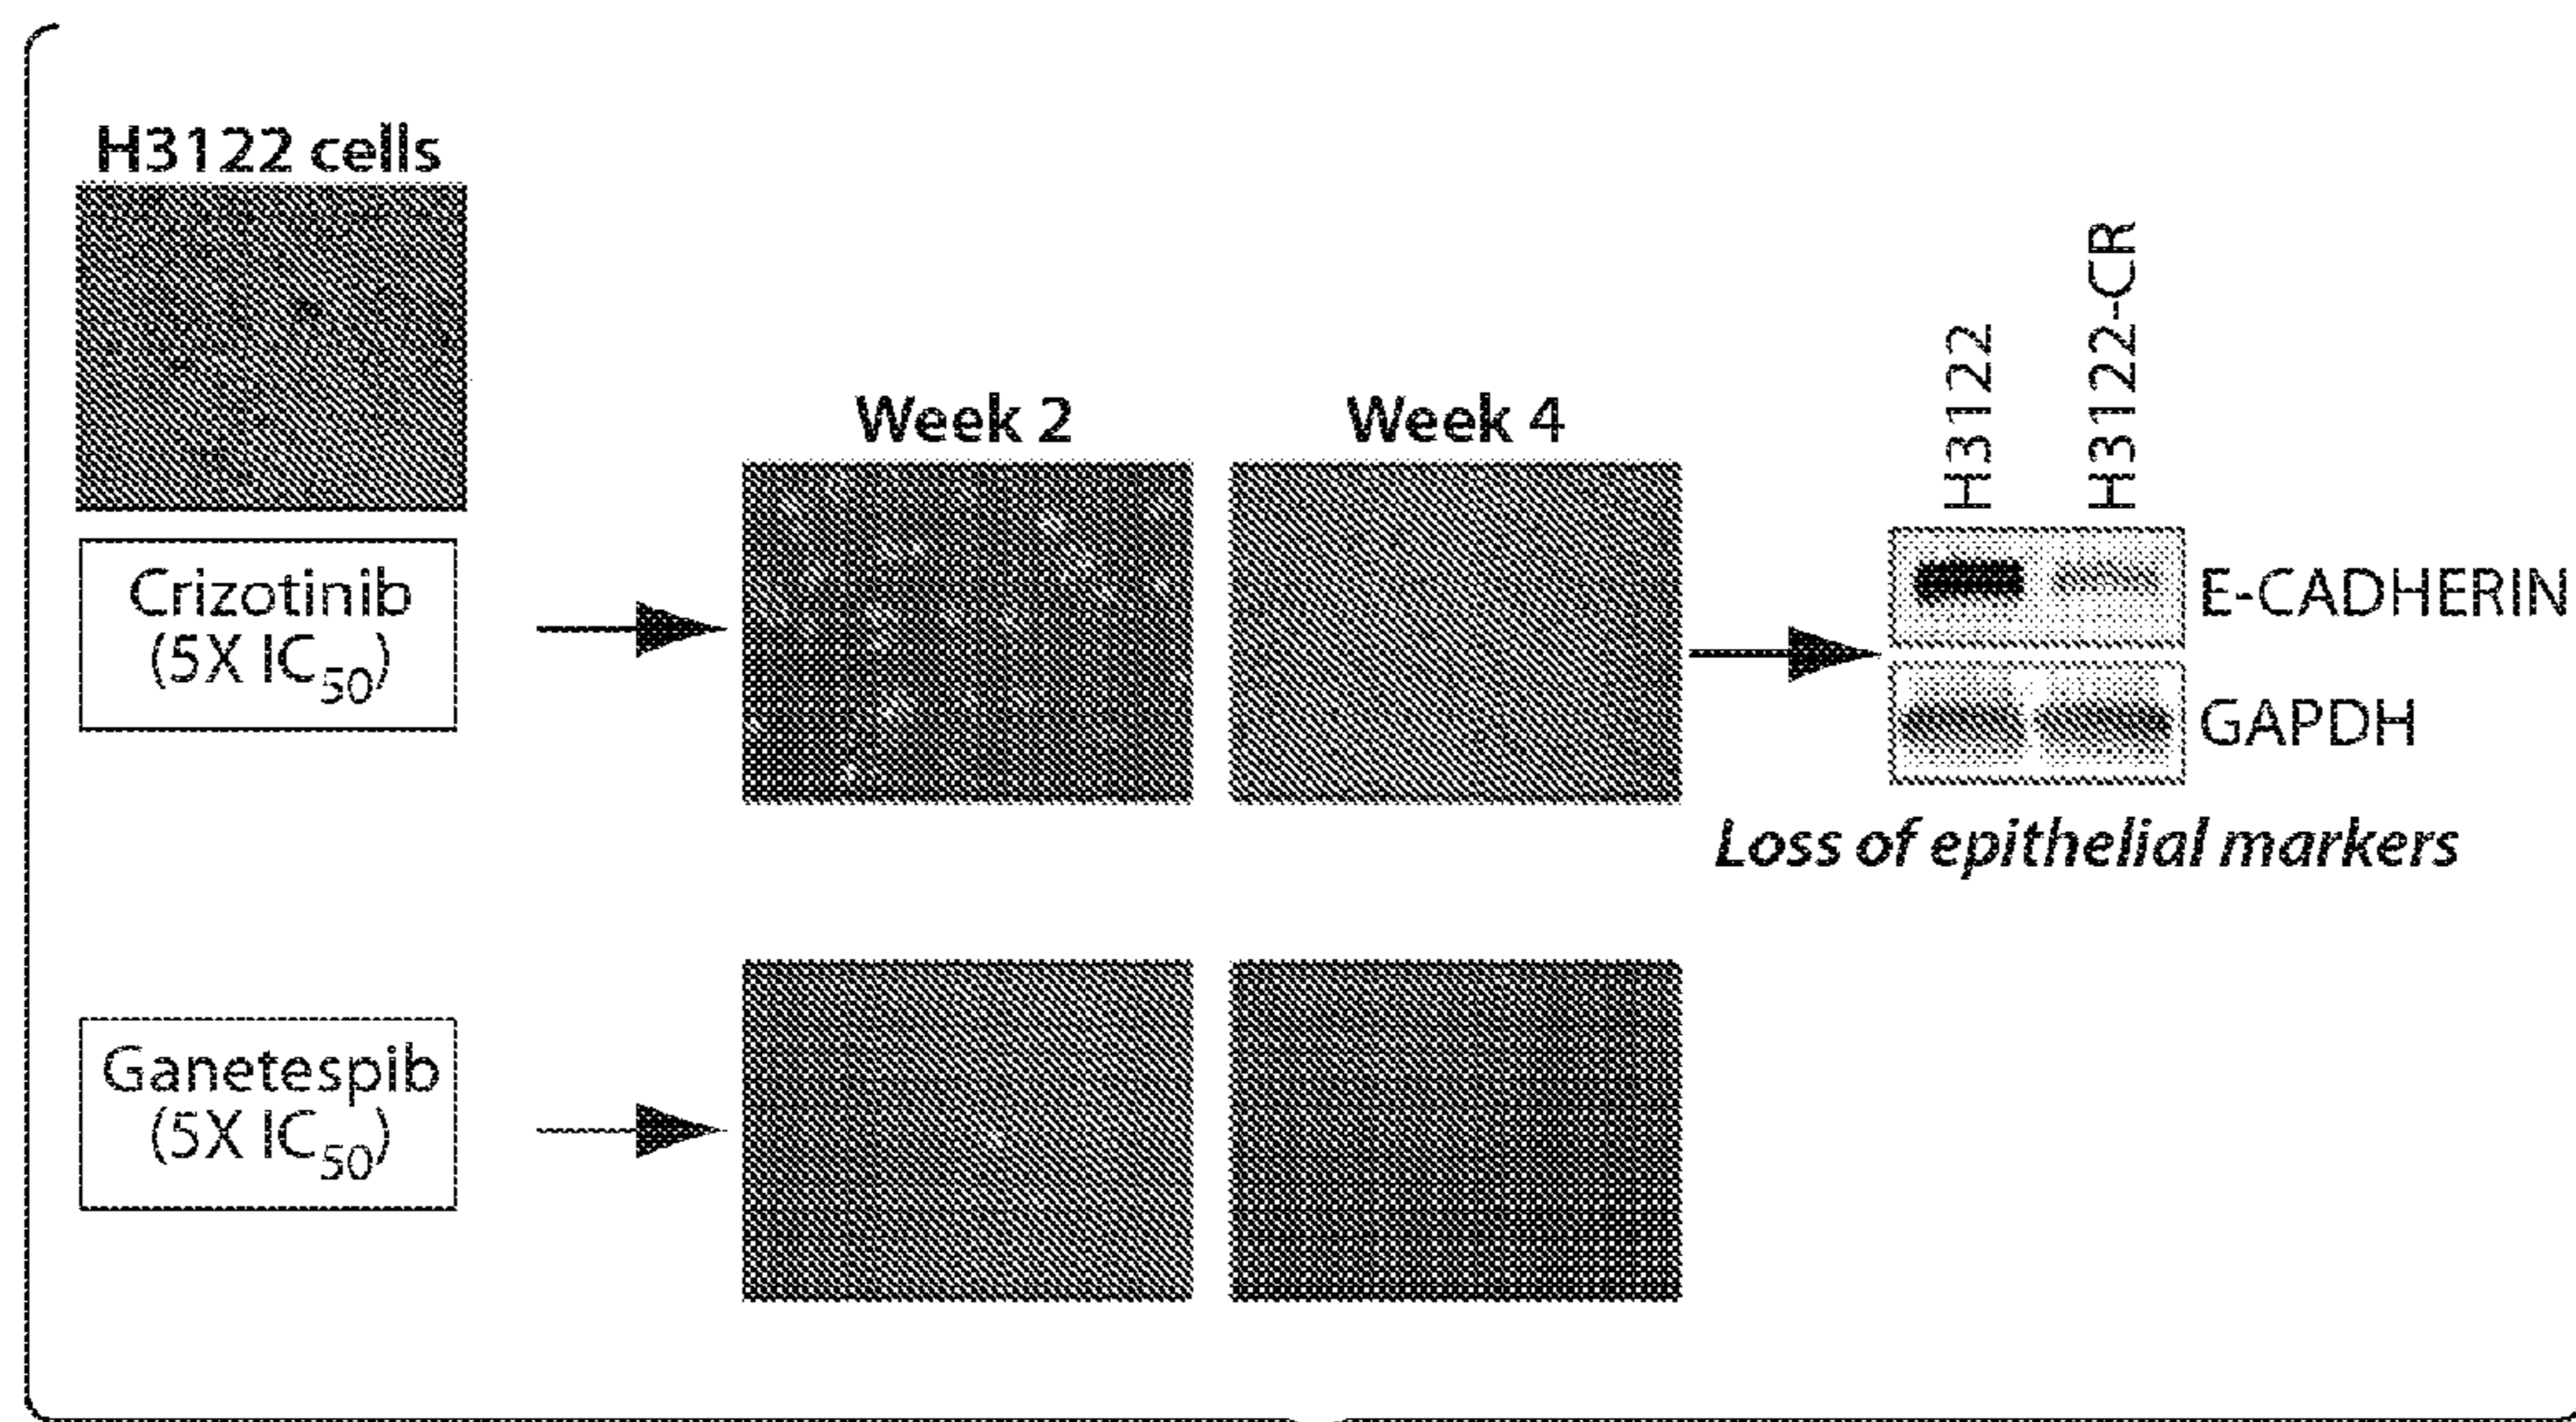 H3122 cells
Crizotinib
(5X IC50)
Week 2
Week 4
H3122
H3122-CR
E-CADHERIN
GAPDH
Loss of epithelial markers
Ganetespib
(5X IC50)